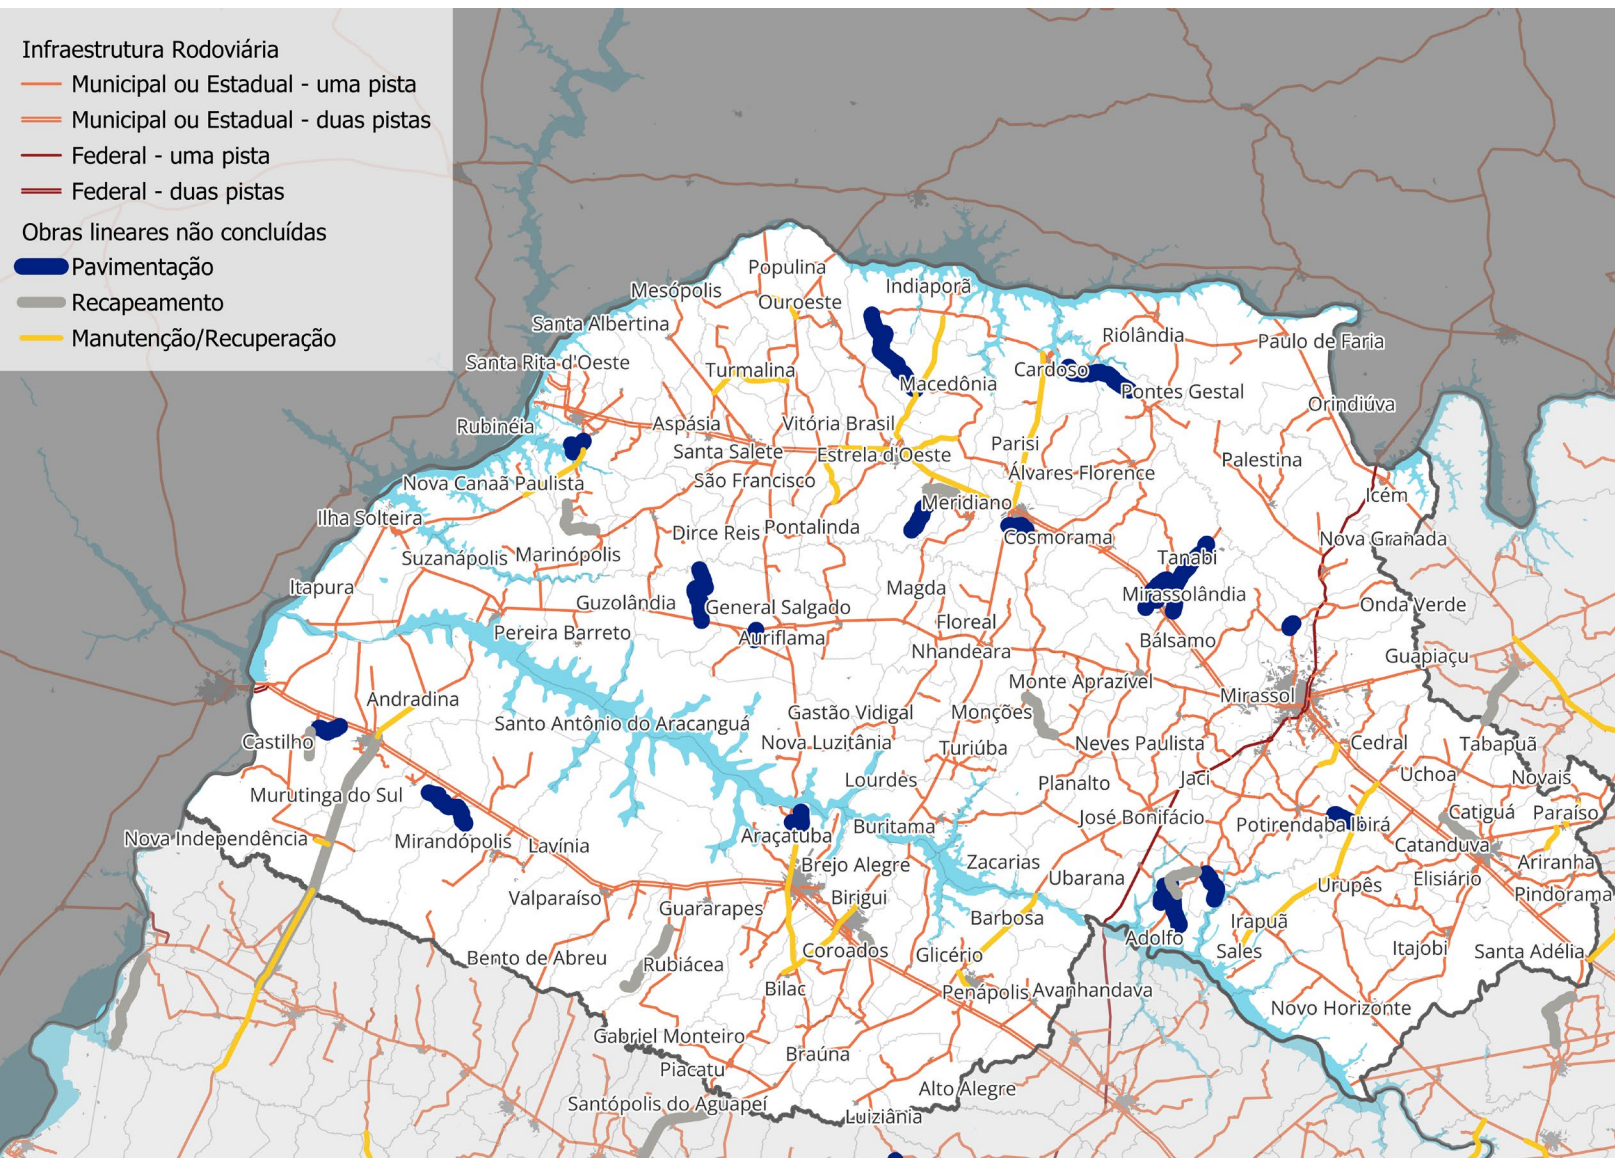 Infraestrutura Rodoviária
Municipal ou Estadual - uma pista
Municipal ou Estadual - duas pistas
Federal - uma pista
Federal - duas pistas
Obras lineares não concluídas
Pavimentação
Recapeamento
Manutenção/Recuperação
Populina
Mesópolis
Ouroeste
Indiaporã
Santa Albertina
Riolândia
Paulo de Faria
Santa Rita d'Oeste
Turmalina
Macedônia
Cardoso
Pontes Gestal
Orindiúva
Rubinéia
Aspásia
Vitória Brasil
Santa Salete
Estrela d'Oeste
Parisi
Palestina
Nova Canaã Paulista
São Francisco
Álvares Florence
Icém
Ilha Solteira
Meridiano
Dirce Reis
Pontalinda
Cosmorama
Nova Granada
Suzanápolis
Marinópolis
Tanabi
Itapura
Magda
Mirassolândia
Guzolândia
General Salgado
Onda Verde
Pereira Barreto
Auriflama
Floreal
Bálsamo
Nhandeara
Guapiaçu
Andradina
Monte Aprazível
Mirassol
Santo Antônio do Aracanguá
Gastão Vidigal
Monções
Castilho
Nova Luzitânia
Turiúba
Neves Paulista
Cedral
Tabapuã
Lourdes
Planalto
Jaci
Uchoa
Novais
Murutinga do Sul
José Bonifácio
Potirendaba
Ibirá
Catiguá
Paraíso
Nova Independência
Mirandópolis
Lavínia
Araçatuba
Buritama
Catanduva
Brejo Alegre
Zacarias
Ubarana
Ariranha
Valparaíso
Guararapes
Birigui
Urupês
Elisiário
Pindorama
Barbosa
Irapuã
Bento de Abreu
Rubiácea
Coroados
Glicério
Adolfo
Sales
Itajobi
Santa Adélia
Bilac
Penápolis
Avanhandava
Novo Horizonte
Gabriel Monteiro
Braúna
Piacatu
Alto Alegre
Santópolis do Aguapeí
Luiziânia